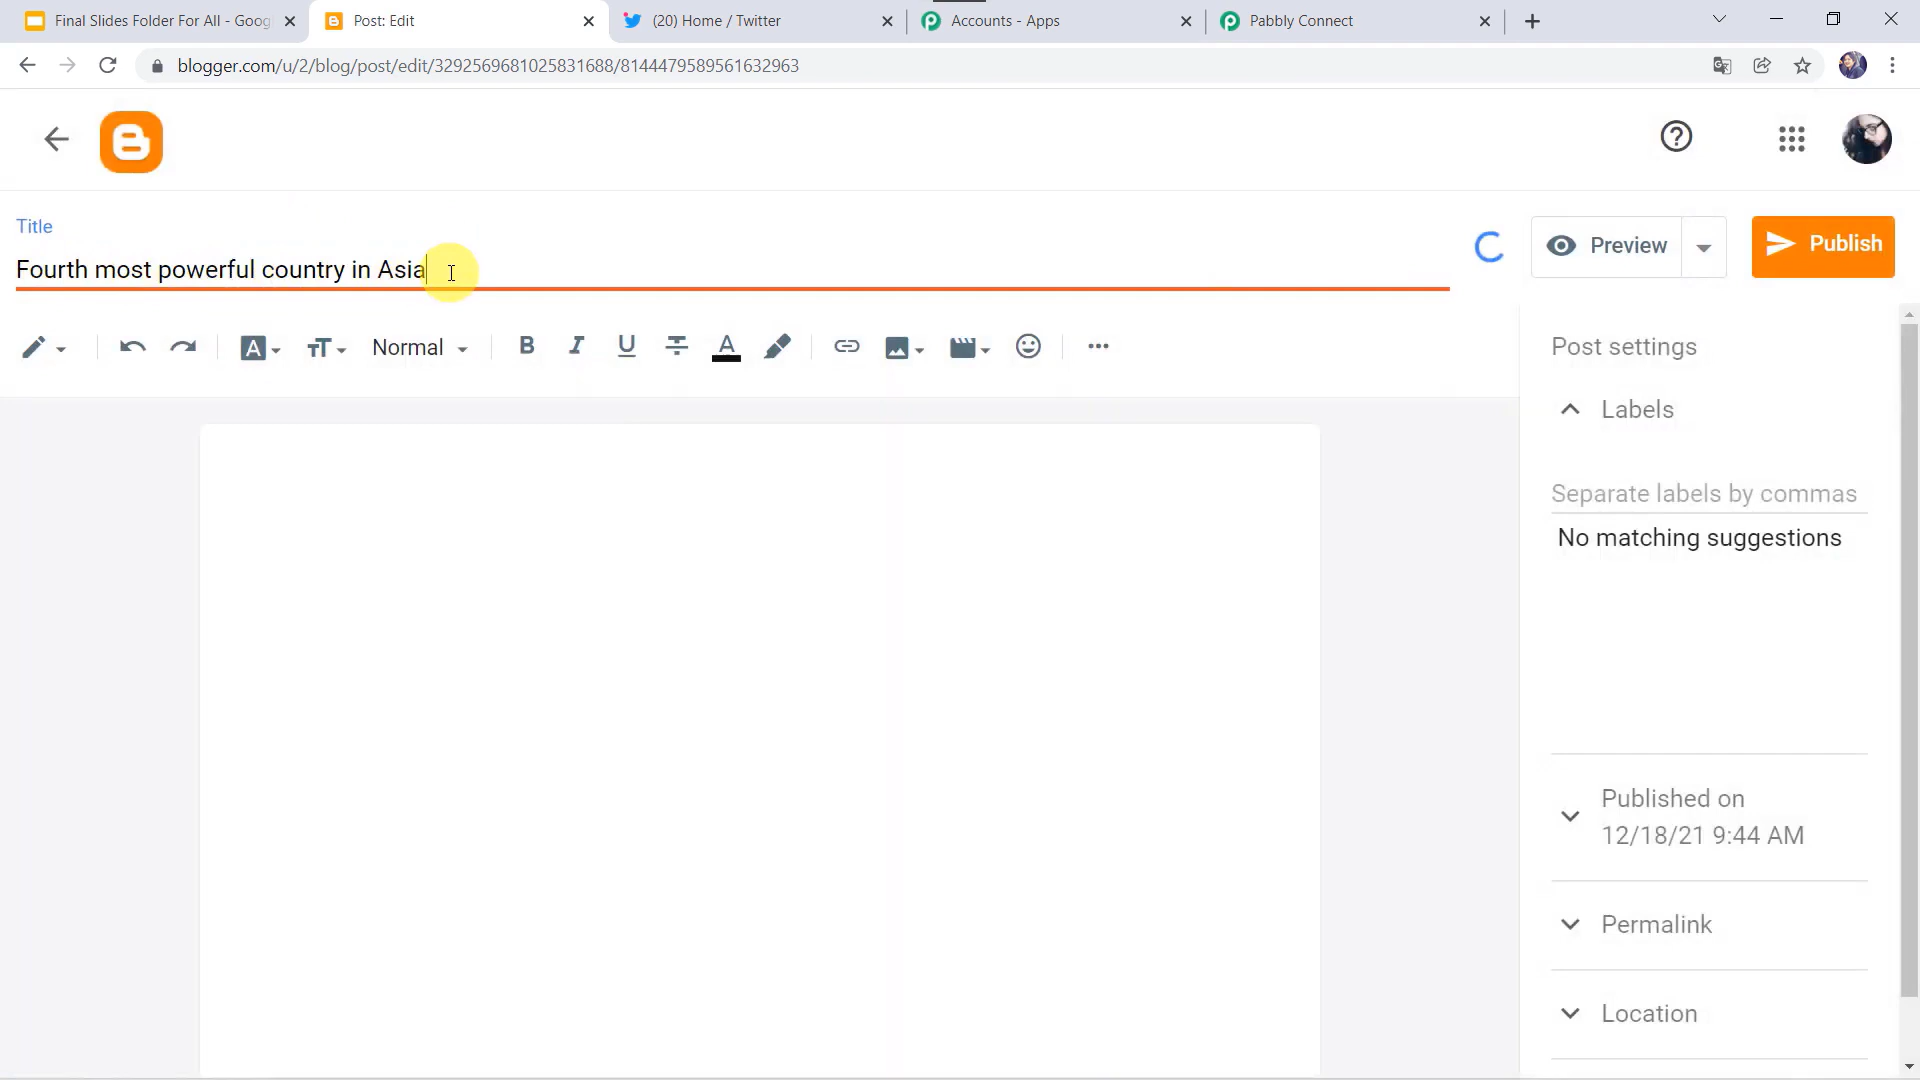 Final Slides Folder For All - Goog
Post: Edit
(20) Home / Twitter
Accounts - Apps
Pabbly Connect
blogger.com/u/2/blog/post/edit/3292569681025831688/8144479589561632963
Title
Fourth most powerful country in Asia
Preview
Publish
Normal
Post settings
Labels
Separate labels by commas
No matching suggestions
Published on
12/18/21 9:44 AM
Permalink
Location